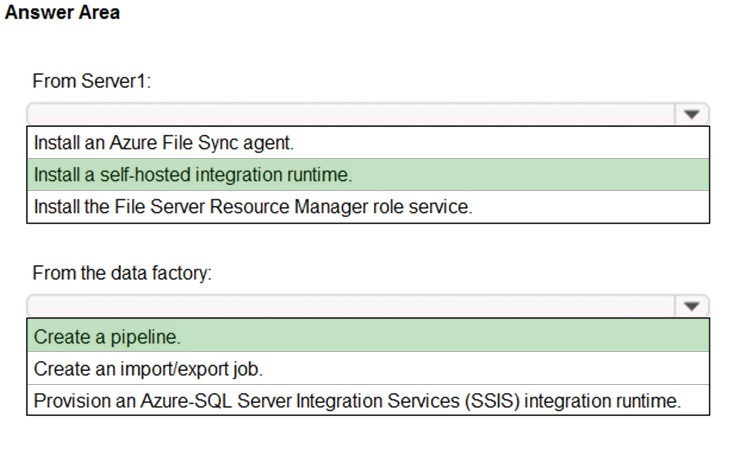 Answer Area
From Server1:
Install an Azure File Sync agent.
Install a self-hosted integration runtime.
Install the File Server Resource Manager role service.
From the data factory:
Create a pipeline.
Create an import/export job.
Provision an Azure-SQL Server Integration Services (SSIS) integration runtime.